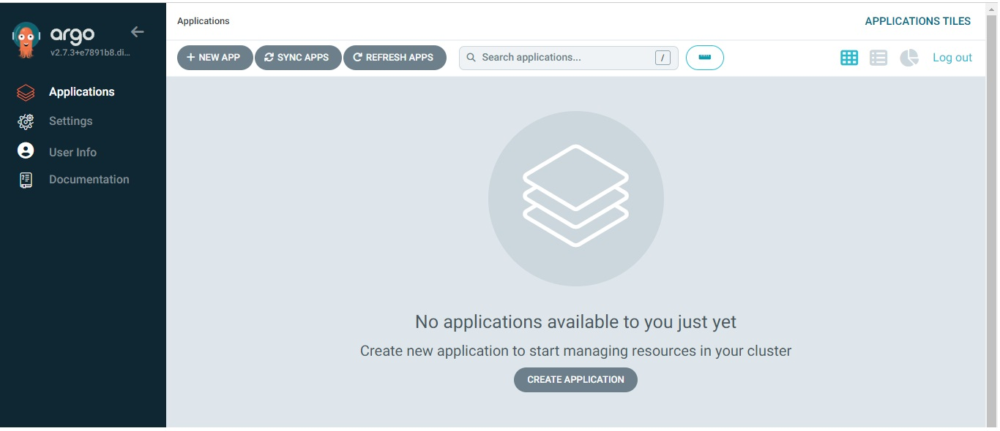 argo
v2.7.3+e7891b8.di...
Applications
Settings
User Info
Documentation
Applications
APPLICATIONS TILES
+ NEW APP
SYNC APPS
REFRESH APPS
Search applications...
/
Log out
No applications available to you just yet
Create new application to start managing resources in your cluster
CREATE APPLICATION